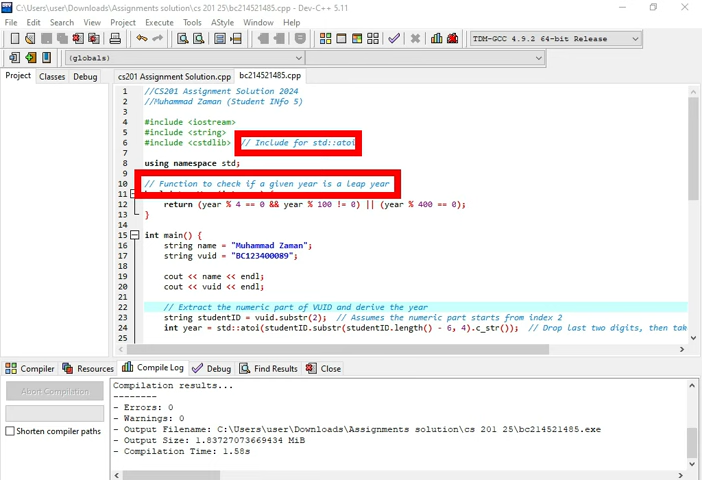 C:\Users\user\Downloads\Assignments solution\cs 201 25\bc214521485.cpp - Dev-C++ 5.11
File Edit Search View Project Execute Tools AStyle Window Help
TDM-GCC 4.9.2 64-bit Release
(globals)
Project Classes Debug cs201 Assignment Solution.cpp bc214521485.cpp
1 //CS201 Assignment Solution 2024
2 //Muhammad Zaman (Student INfo 5)
3
4 #include <iostream>
5 #include <string>
6 #include <cstdlib> // Include for std::atoi
7
8 using namespace std;
9
10 // Function to check if a given year is a leap year
11
12 return (year % 4 == 0 && year % 100 != 0) || (year % 400 == 0);
13 }
14
15 int main() {
16 string name = "Muhammad Zaman";
17 string vuid = "BC123400089";
18
19 cout << name << endl;
20 cout << vuid << endl;
21
22 // Extract the numeric part of VUID and derive the year
23 string studentID = vuid.substr(2); // Assumes the numeric part starts from index 2
24 int year = std::atoi(studentID.substr(studentID.length() - 6, 4).c_str()); // Drop last two digits, then tak
25
Compiler Resources Compile Log Debug Find Results Close
Abort Compilation
Shorten compiler paths
Compilation results...
--------
- Errors: 0
- Warnings: 0
- Output Filename: C:\Users\user\Downloads\Assignments solution\cs 201 25\bc214521485.exe
- Output Size: 1.83727073669434 MiB
- Compilation Time: 1.58s